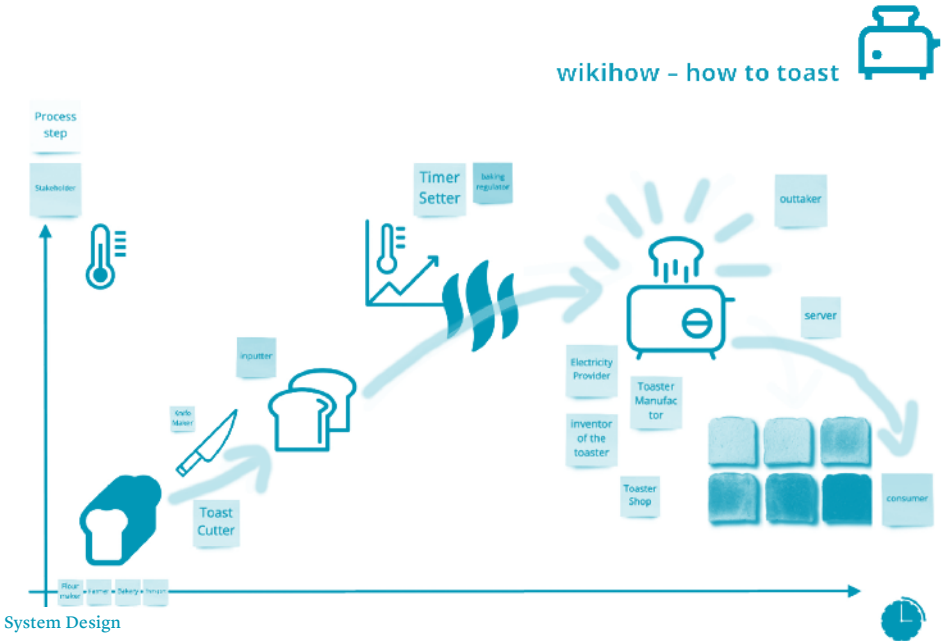 wikihow – how to toast
Process
step
Stakeholder
Timer
Setter
baking
regulator
outtaker
server
inputter
Electricity
Provider
Toaster
Manufac
tor
Knife
Maker
inventor
of the
toaster
Toaster
Shop
consumer
Toast
Cutter
Flour
maker
Farmer
Bakery
System Design